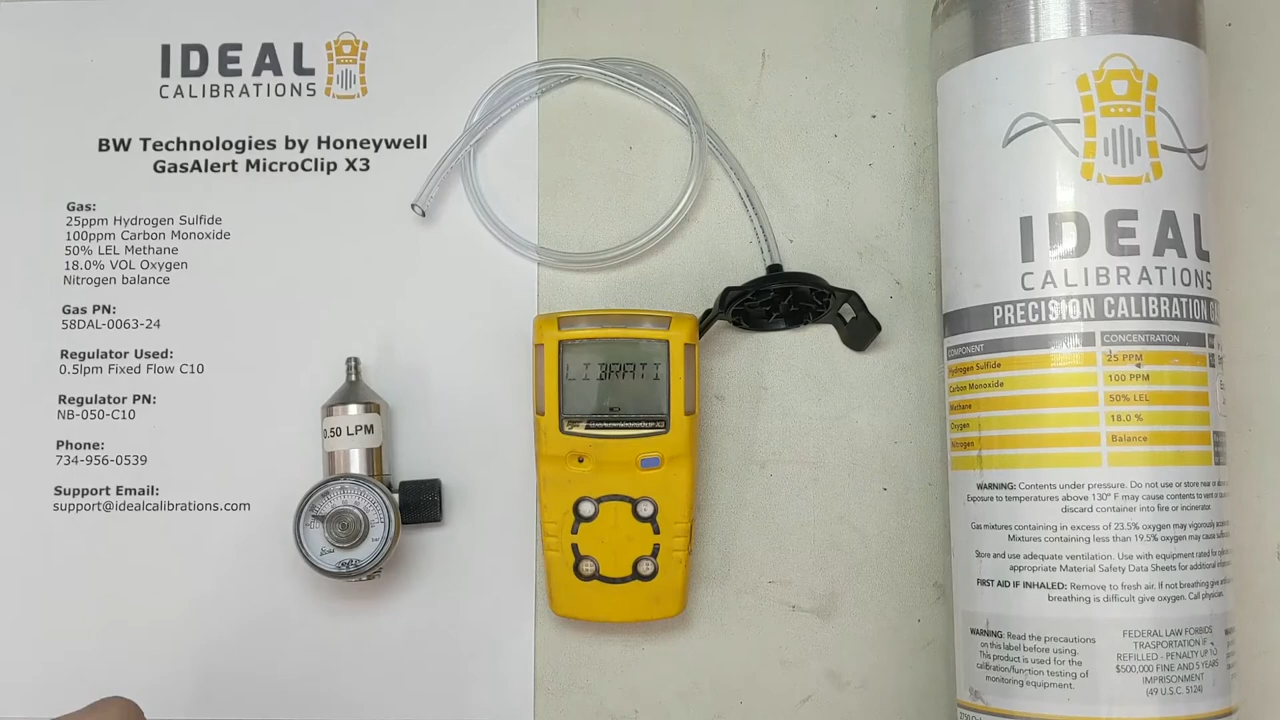 IDEAL
CALIBRATIONS
BW Technologies by Honeywell
GasAlert MicroClip X3
Gas:
25ppm Hydrogen Sulfide
100ppm Carbon Monoxide
50% LEL Methane
18.0% VOL Oxygen
Nitrogen balance
Gas PN:
58DAL-0063-24
Regulator Used:
0.5lpm Fixed Flow C10
Regulator PN:
NB-050-C10
Phone:
734-956-0539
Support Email:
support@idealcalibrations.com
0.50 LPM
LIBRATI
IDEAL
CALIBRATIONS
PRECISION CALIBRATION
COMPONENT CONCENTRATION
Hydrogen Sulfide 25 PPM
Carbon Monoxide 100 PPM
Methane 50% LEL
Oxygen 18.0 %
Nitrogen Balance
WARNING: Contents under pressure. Do not use or store near or
Exposure to temperatures above 130° F may cause contents to vent or
discard container into fire or incinerator.
Gas mixtures containing in excess of 23.5% oxygen may vigorously
Mixtures containing less than 19.5% oxygen may cause
Store and use adequate ventilation. Use with equipment rated for
appropriate Material Safety Data Sheets for additional
FIRST AID IF INHALED: Remove to fresh air. If not breathing give
breathing is difficult give oxygen. Call physician.
WARNING: Read the precautions
on this label before using.
This product is used for the
calibration/function testing of
monitoring equipment.
FEDERAL LAW FORBIDS
TRASPORTATION IF
REFILLED - PENALTY UP TO
$500,000 FINE AND 5 YEARS
IMPRISONMENT
(49 U.S.C. 5124)